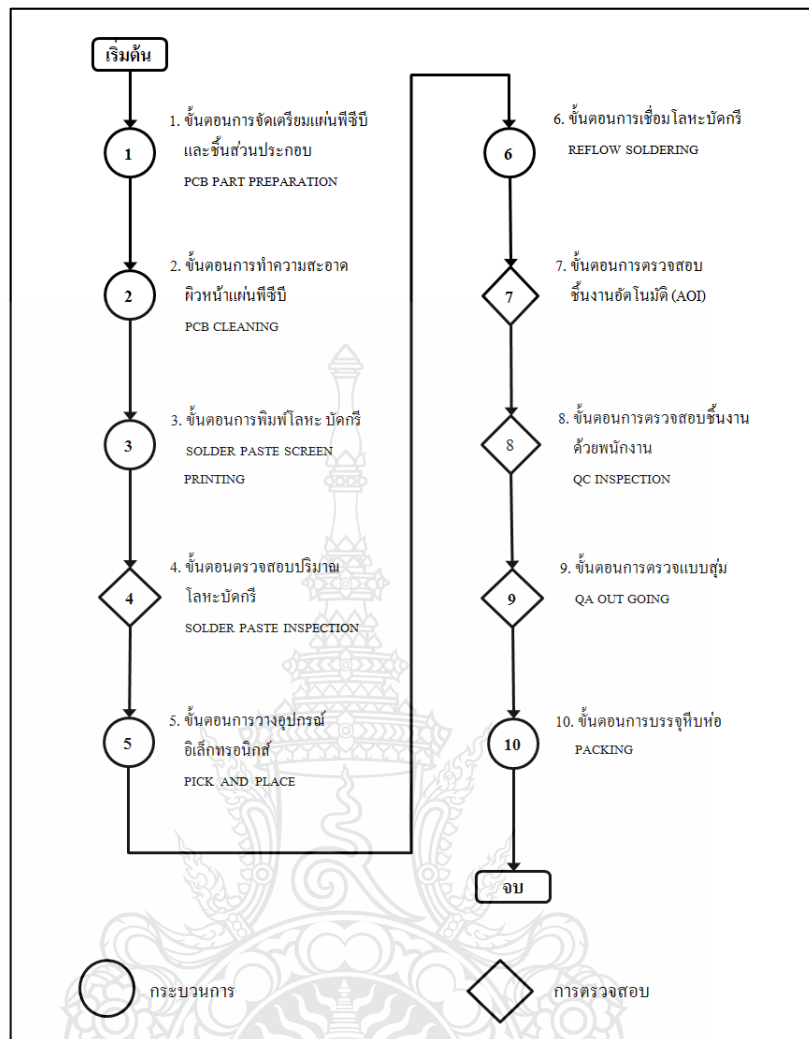 เริ่มต้น
1
1. ขั้นตอนการจัดเตรียมแผ่นพีซีบี
และชิ้นส่วนประกอบ
PCB PART PREPARATION
2
2. ขั้นตอนการทำความสะอาด
ผิวหน้าแผ่นพีซีบี
PCB CLEANING
3
3. ขั้นตอนการพิมพ์โลหะ บัดกรี
SOLDER PASTE SCREEN
PRINTING
4
4. ขั้นตอนตรวจสอบปริมาณ
โลหะบัดกรี
SOLDER PASTE INSPECTION
5
5. ขั้นตอนการวางอุปกรณ์
อิเล็กทรอนิกส์
PICK AND PLACE
6
6. ขั้นตอนการเชื่อมโลหะบัดกรี
REFLOW SOLDERING
7
7. ขั้นตอนการตรวจสอบ
ชิ้นงานอัตโนมัติ (AOI)
8
8. ขั้นตอนการตรวจสอบชิ้นงาน
ด้วยพนักงาน
QC INSPECTION
9
9. ขั้นตอนการตรวจแบบสุ่ม
QA OUT GOING
10
10. ขั้นตอนการบรรจุหีบห่อ
PACKING
จบ
กระบวนการ
การตรวจสอบ